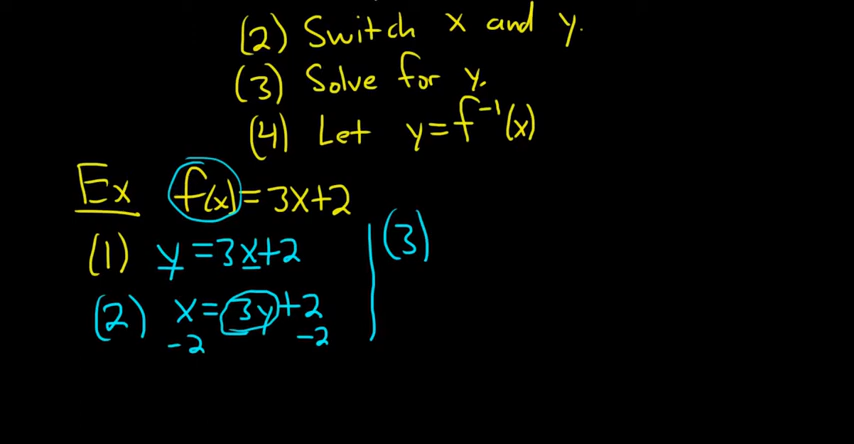 (2) Switch x and y.
(3) Solve for y.
(4) Let y = f⁻¹(x)
Ex f(x) = 3x+2
(1) y = 3x+2
(2) x = 3y+2
-2 -2
(3)